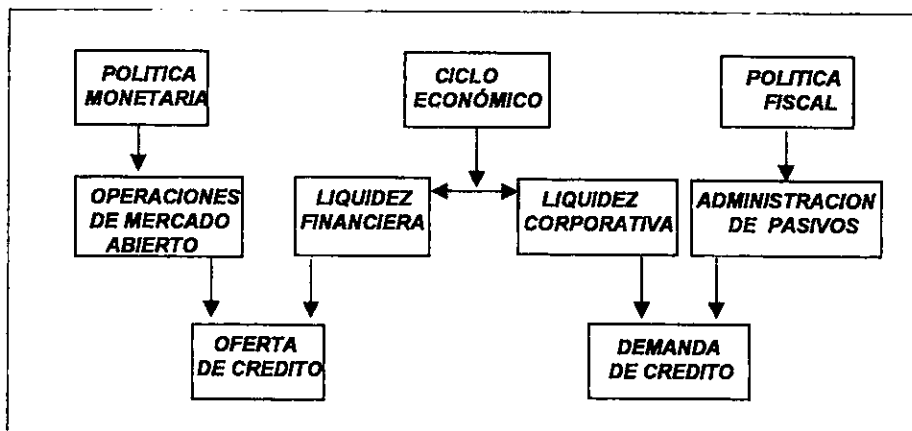 POLITICA
MONETARIA
CICLO
ECONÓMICO
POLITICA
FISCAL
OPERACIONES
DE MERCADO
ABIERTO
LIQUIDEZ
FINANCIERA
LIQUIDEZ
CORPORATIVA
ADMINISTRACION
DE PASIVOS
OFERTA
DE CREDITO
DEMANDA
DE CREDITO